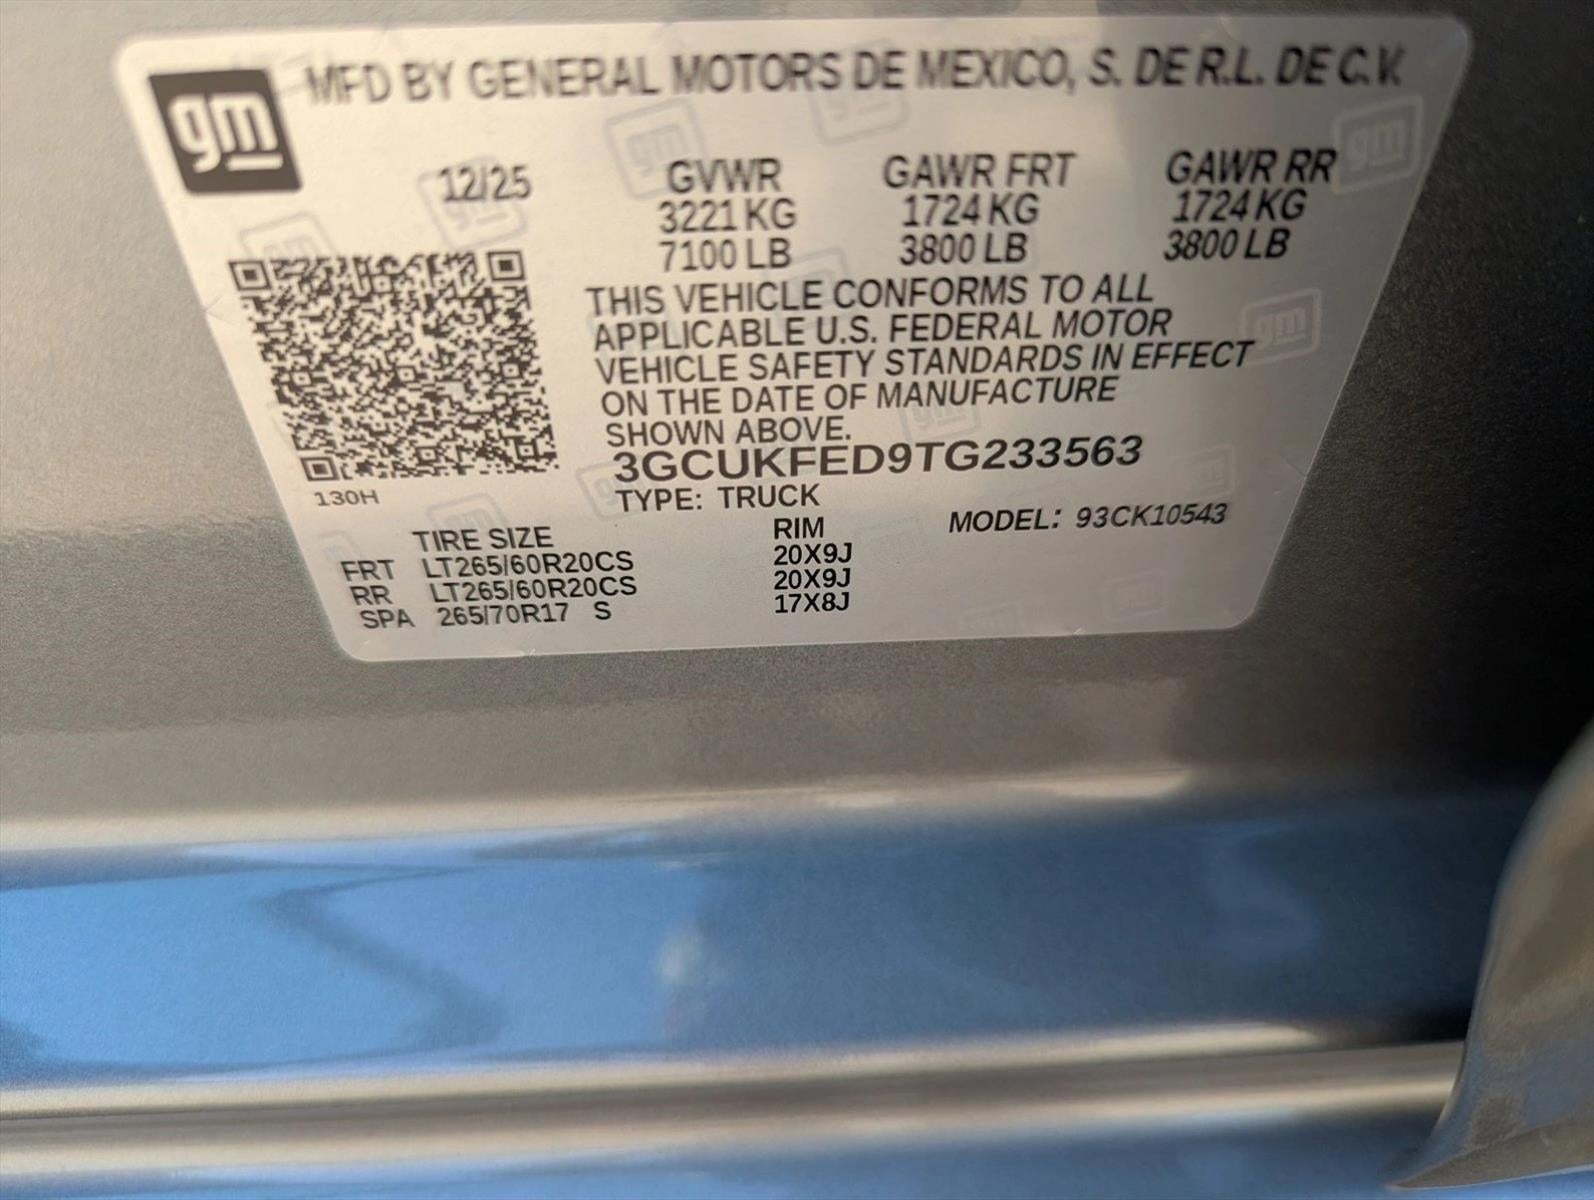 gm MFD BY GENERAL MOTORS DE MEXICO, S. DE R.L. DE C.V.
12/25 GVWR GAWR FRT GAWR RR
3221 KG 1724 KG 1724 KG
7100 LB 3800 LB 3800 LB
THIS VEHICLE CONFORMS TO ALL
APPLICABLE U.S. FEDERAL MOTOR
VEHICLE SAFETY STANDARDS IN EFFECT
ON THE DATE OF MANUFACTURE
SHOWN ABOVE.
3GCUKFED9TG233563
130H
TYPE: TRUCK
TIRE SIZE RIM MODEL: 93CK10543
FRT LT265/60R20CS 20X9J
RR LT265/60R20CS 20X9J
SPA 265/70R17 S 17X8J